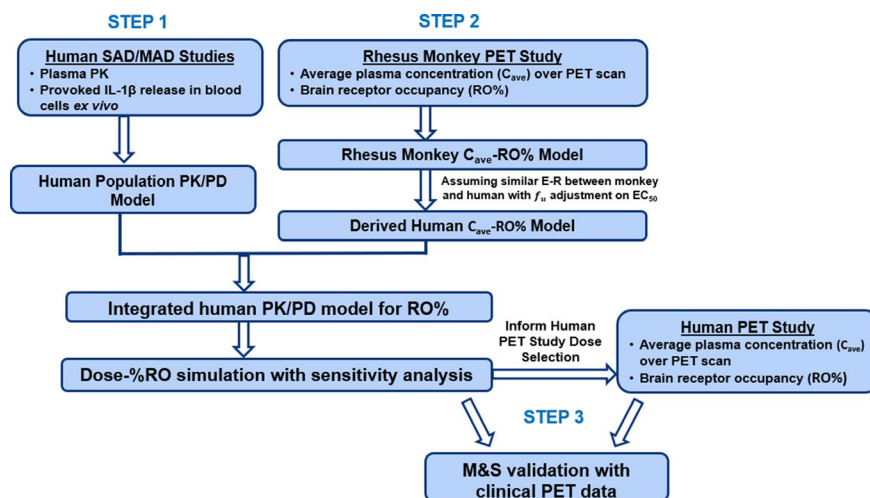 STEP 1
Human SAD/MAD Studies
• Plasma PK
• Provoked IL-1β release in blood
cells ex vivo
Human Population PK/PD
Model
STEP 2
Rhesus Monkey PET Study
• Average plasma concentration (Cave) over PET scan
• Brain receptor occupancy (RO%)
Rhesus Monkey Cave-RO% Model
Assuming similar E-R between monkey
and human with fu adjustment on EC50
Derived Human Cave-RO% Model
Integrated human PK/PD model for RO%
Dose-%RO simulation with sensitivity analysis
Inform Human
PET Study Dose
Selection
Human PET Study
• Average plasma concentration (Cave)
over PET scan
• Brain receptor occupancy (RO%)
STEP 3
M&S validation with
clinical PET data